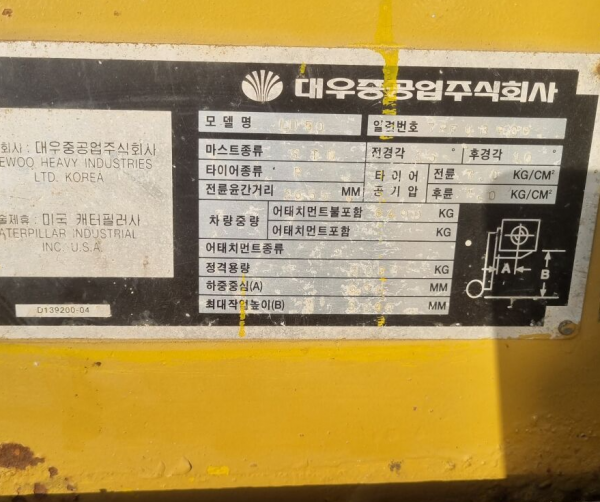 대우중공업주식회사
회사 : 대우중공업주식회사
EWOO HEAVY INDUSTRIES
LTD. KOREA
술제휴 : 미국 캐터필러사
ATERPILLAR INDUSTRIAL
INC. U.S.A.
D139200-04
모델명 일련번호
마스트종류 전경각 ° 후경각 °
타이어종류 타이어 공기압 전륜 KG/CM²
전륜윤간거리 MM 후륜 KG/CM²
차량중량 어태치먼트불포함 KG
어태치먼트포함 KG
어태치먼트종류
정격용량 KG
하중중심(A) MM
최대작업높이(B) MM
A B